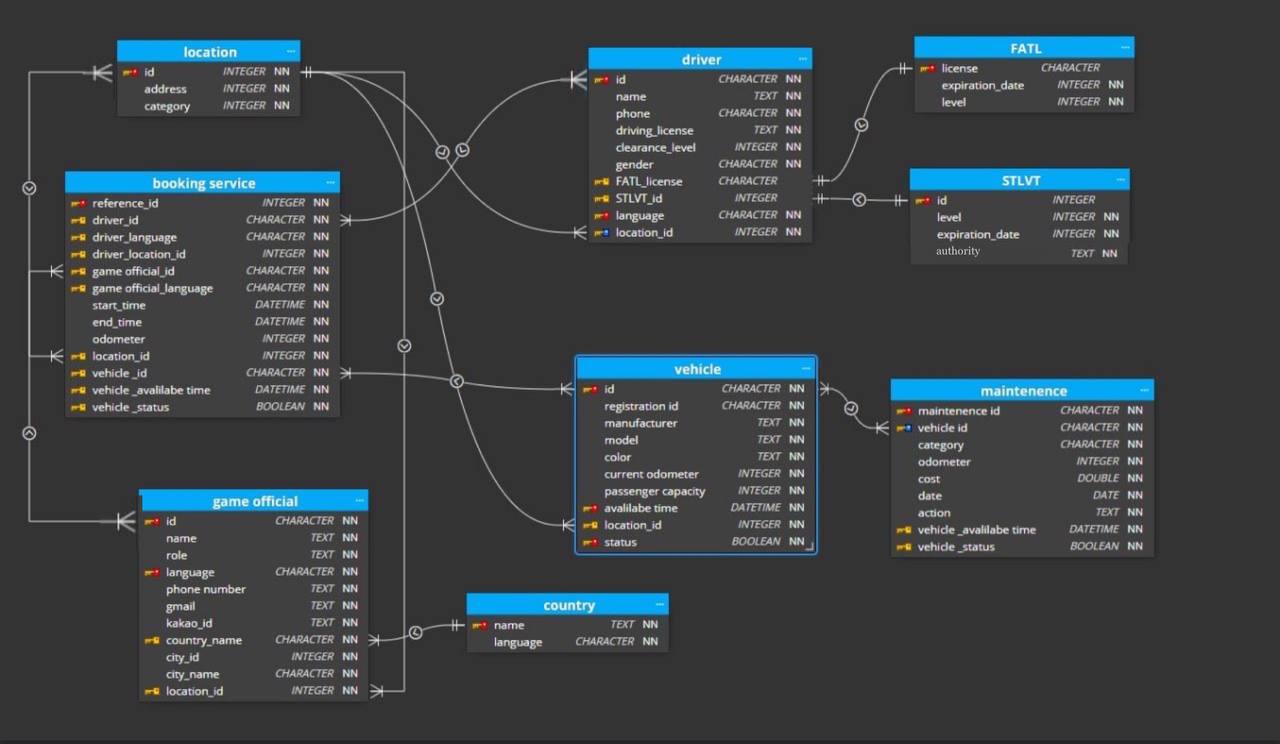 location ...
id INTEGER NN
address INTEGER NN
category INTEGER NN
booking service ...
reference_id INTEGER NN
driver_id CHARACTER NN
driver_language CHARACTER NN
driver_location_id INTEGER NN
game official_id CHARACTER NN
game official_language CHARACTER NN
start_time DATETIME NN
end_time DATETIME NN
odometer INTEGER NN
location_id INTEGER NN
vehicle _id CHARACTER NN
vehicle _avalilabe time DATETIME NN
vehicle _status BOOLEAN NN
game official ...
id CHARACTER NN
name TEXT NN
role TEXT NN
language CHARACTER NN
phone number TEXT NN
gmail TEXT NN
kakao_id TEXT NN
country_name CHARACTER NN
city_id INTEGER NN
city_name CHARACTER NN
location_id INTEGER NN
driver ...
id CHARACTER NN
name TEXT NN
phone CHARACTER NN
driving_license TEXT NN
clearance_level INTEGER NN
gender CHARACTER NN
FATL_license CHARACTER
STLVT_id INTEGER
language CHARACTER NN
location_id INTEGER NN
vehicle ...
id CHARACTER NN
registration id CHARACTER NN
manufacturer TEXT NN
model TEXT NN
color TEXT NN
current odometer INTEGER NN
passenger capacity INTEGER NN
avalilabe time DATETIME NN
location_id INTEGER NN
status BOOLEAN NN
country ...
name TEXT NN
language CHARACTER NN
FATL ...
license CHARACTER
expiration_date INTEGER NN
level INTEGER NN
STLVT ...
id INTEGER
level INTEGER NN
expiration_date INTEGER NN
authority TEXT NN
maintenence ...
maintenence id CHARACTER NN
vehicle id CHARACTER NN
category CHARACTER NN
odometer INTEGER NN
cost DOUBLE NN
date DATE NN
action TEXT NN
vehicle _avalilabe time DATETIME NN
vehicle _status BOOLEAN NN